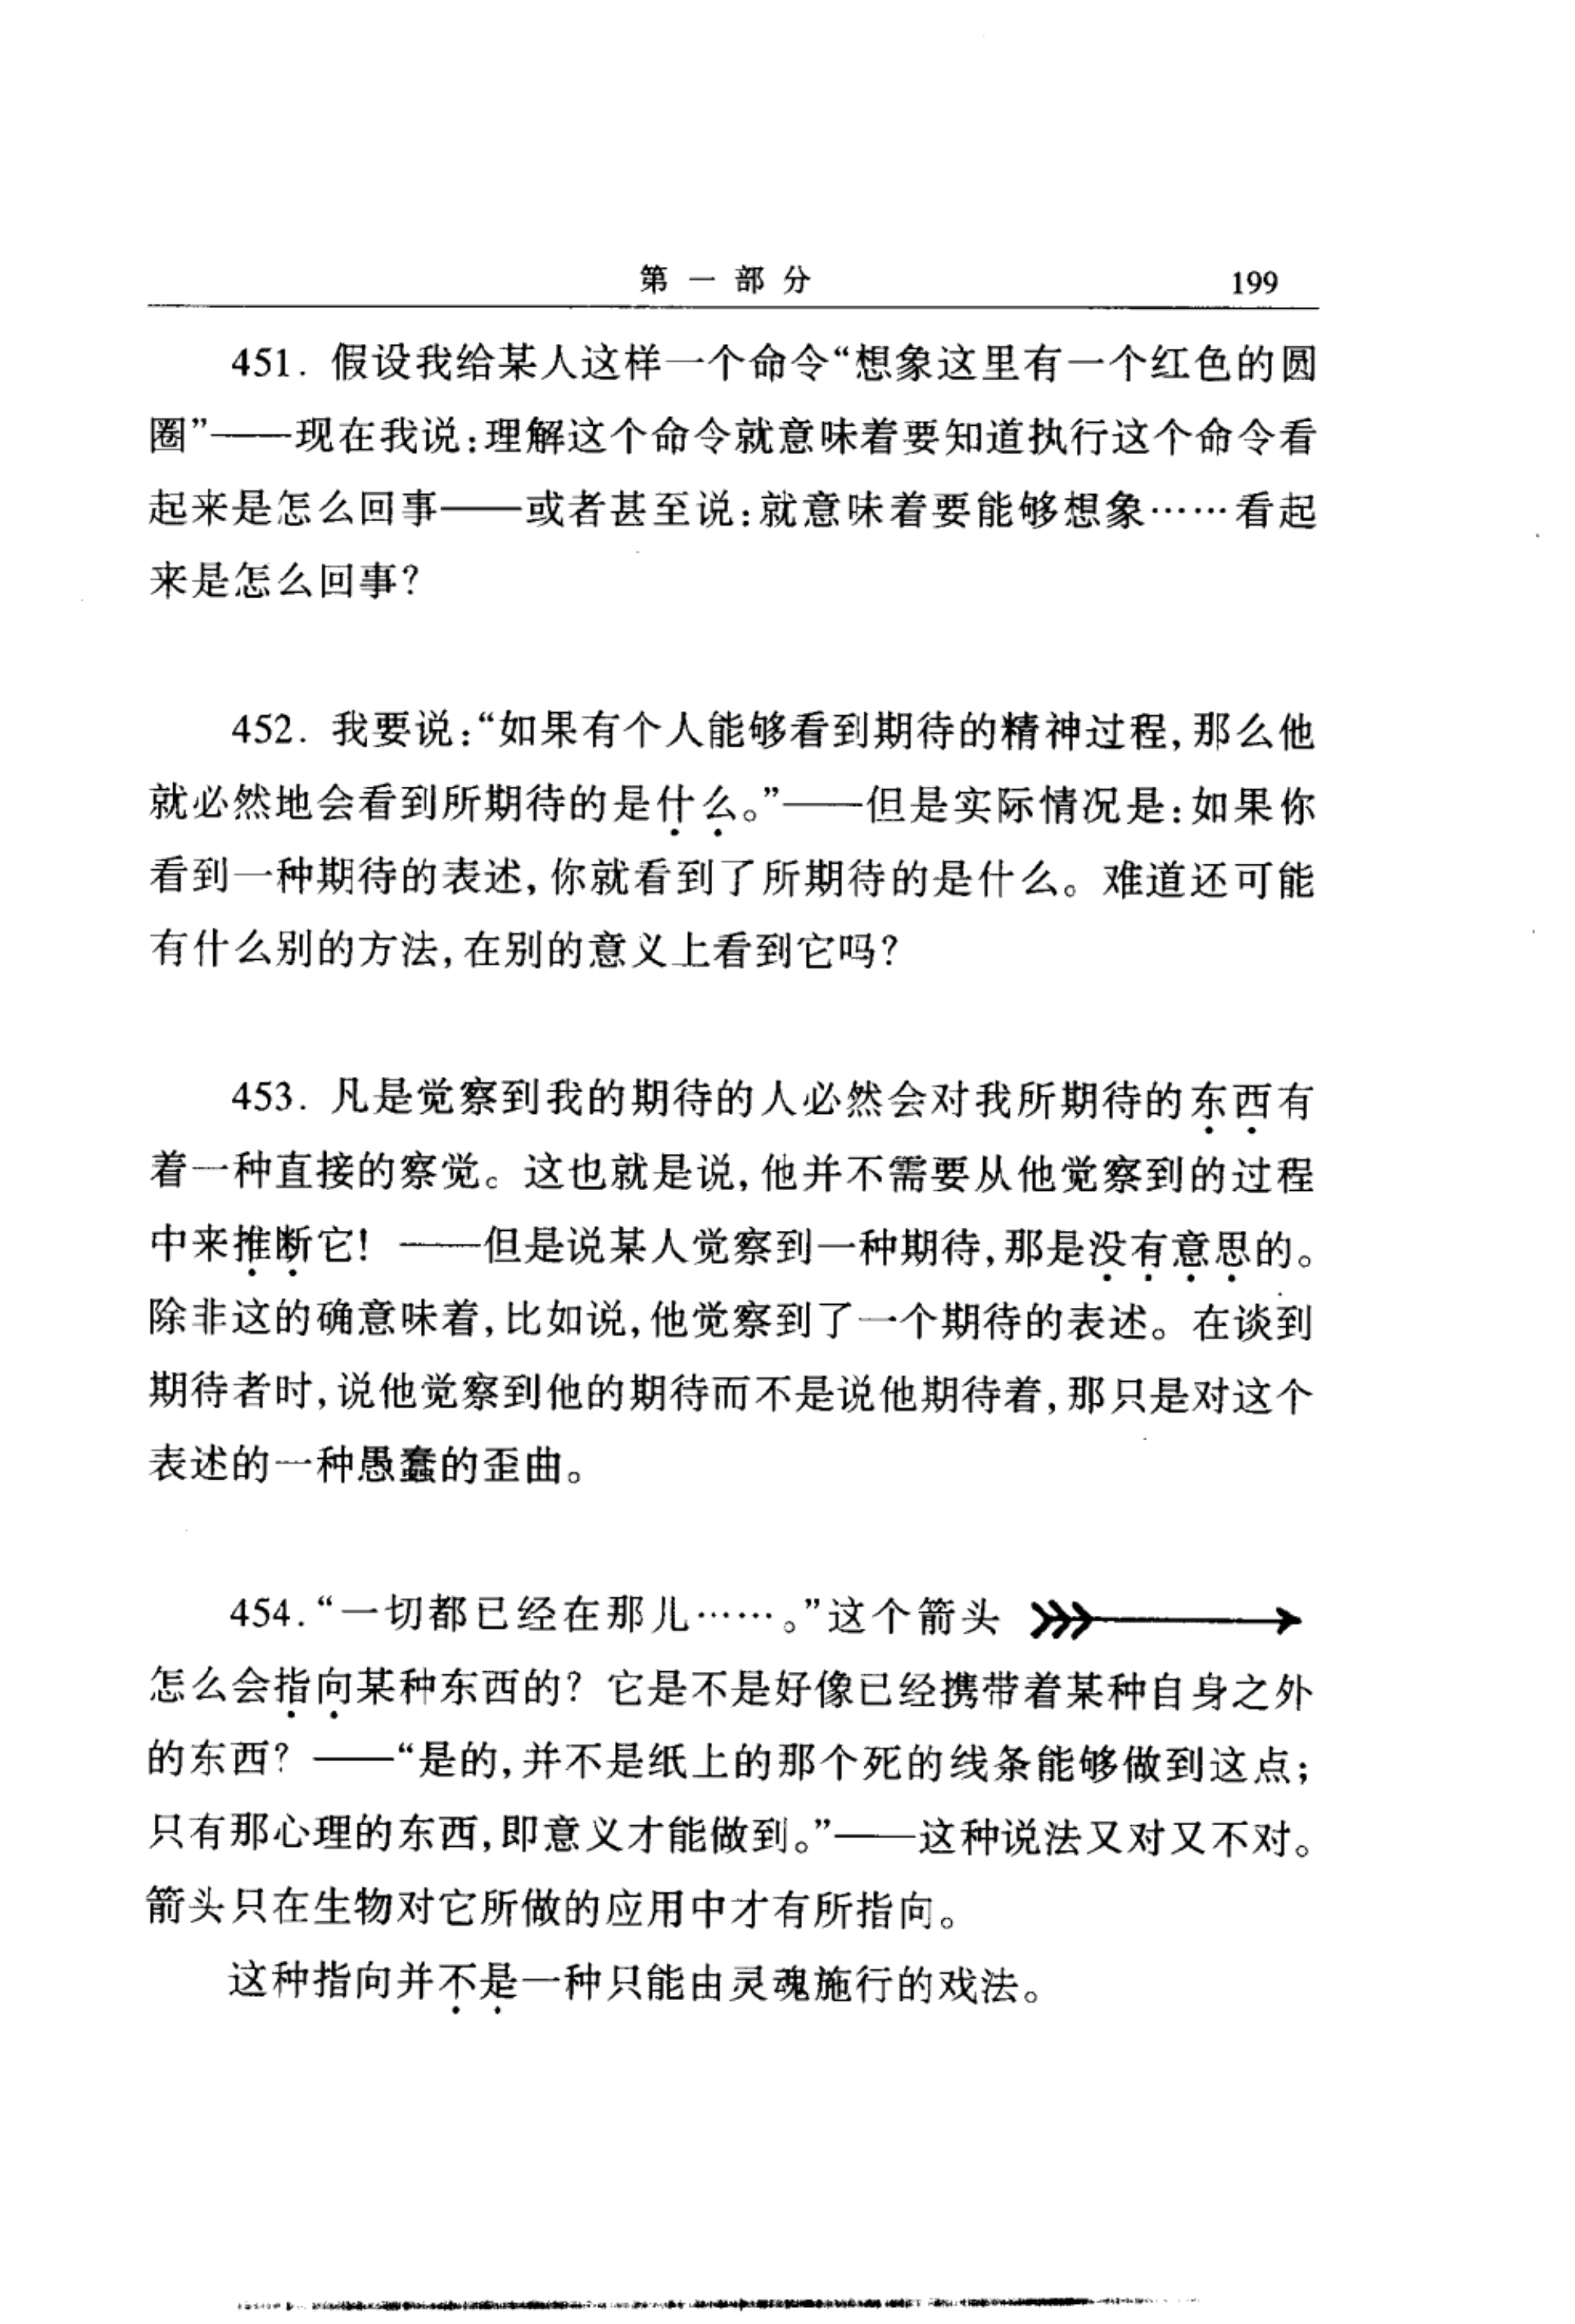 第一部分 199
451. 假设我给某人这样一个命令“想象这里有一个红色的圆
圈”——现在我说:理解这个命令就意味着要知道执行这个命令看
起来是怎么回事——或者甚至说:就意味着要能够想象……看起
来是怎么回事?
452. 我要说:“如果有个人能够看到期待的精神过程,那么他
就必然地会看到所期待的是什么。”——但是实际情况是:如果你
看到一种期待的表述,你就看到了所期待的是什么。难道还可能
有什么别的方法,在别的意义上看到它吗?
453. 凡是觉察到我的期待的人必然会对我所期待的东西有
着一种直接的察觉。这也就是说,他并不需要从他觉察到的过程
中来推断它! ——但是说某人觉察到一种期待,那是没有意思的。
除非这的确意味着,比如说,他觉察到了一个期待的表述。在谈到
期待者时,说他觉察到他的期待而不是说他期待着,那只是对这个
表述的一种愚蠢的歪曲。
454.“一切都已经在那儿……。”这个箭头
怎么会指向某种东西的? 它是不是好像已经携带着某种自身之外
的东西? ——“是的,并不是纸上的那个死的线条能够做到这点;
只有那心理的东西,即意义才能做到。”——这种说法又对又不对。
箭头只在生物对它所做的应用中才有所指向。
这种指向并不是一种只能由灵魂施行的戏法。